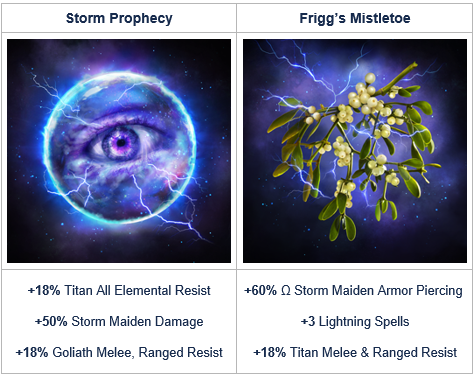 Storm Prophecy
Frigg's Mistletoe
+18% Titan All Elemental Resist
+60% Ω Storm Maiden Armor Piercing
+50% Storm Maiden Damage
+3 Lightning Spells
+18% Goliath Melee, Ranged Resist
+18% Titan Melee & Ranged Resist